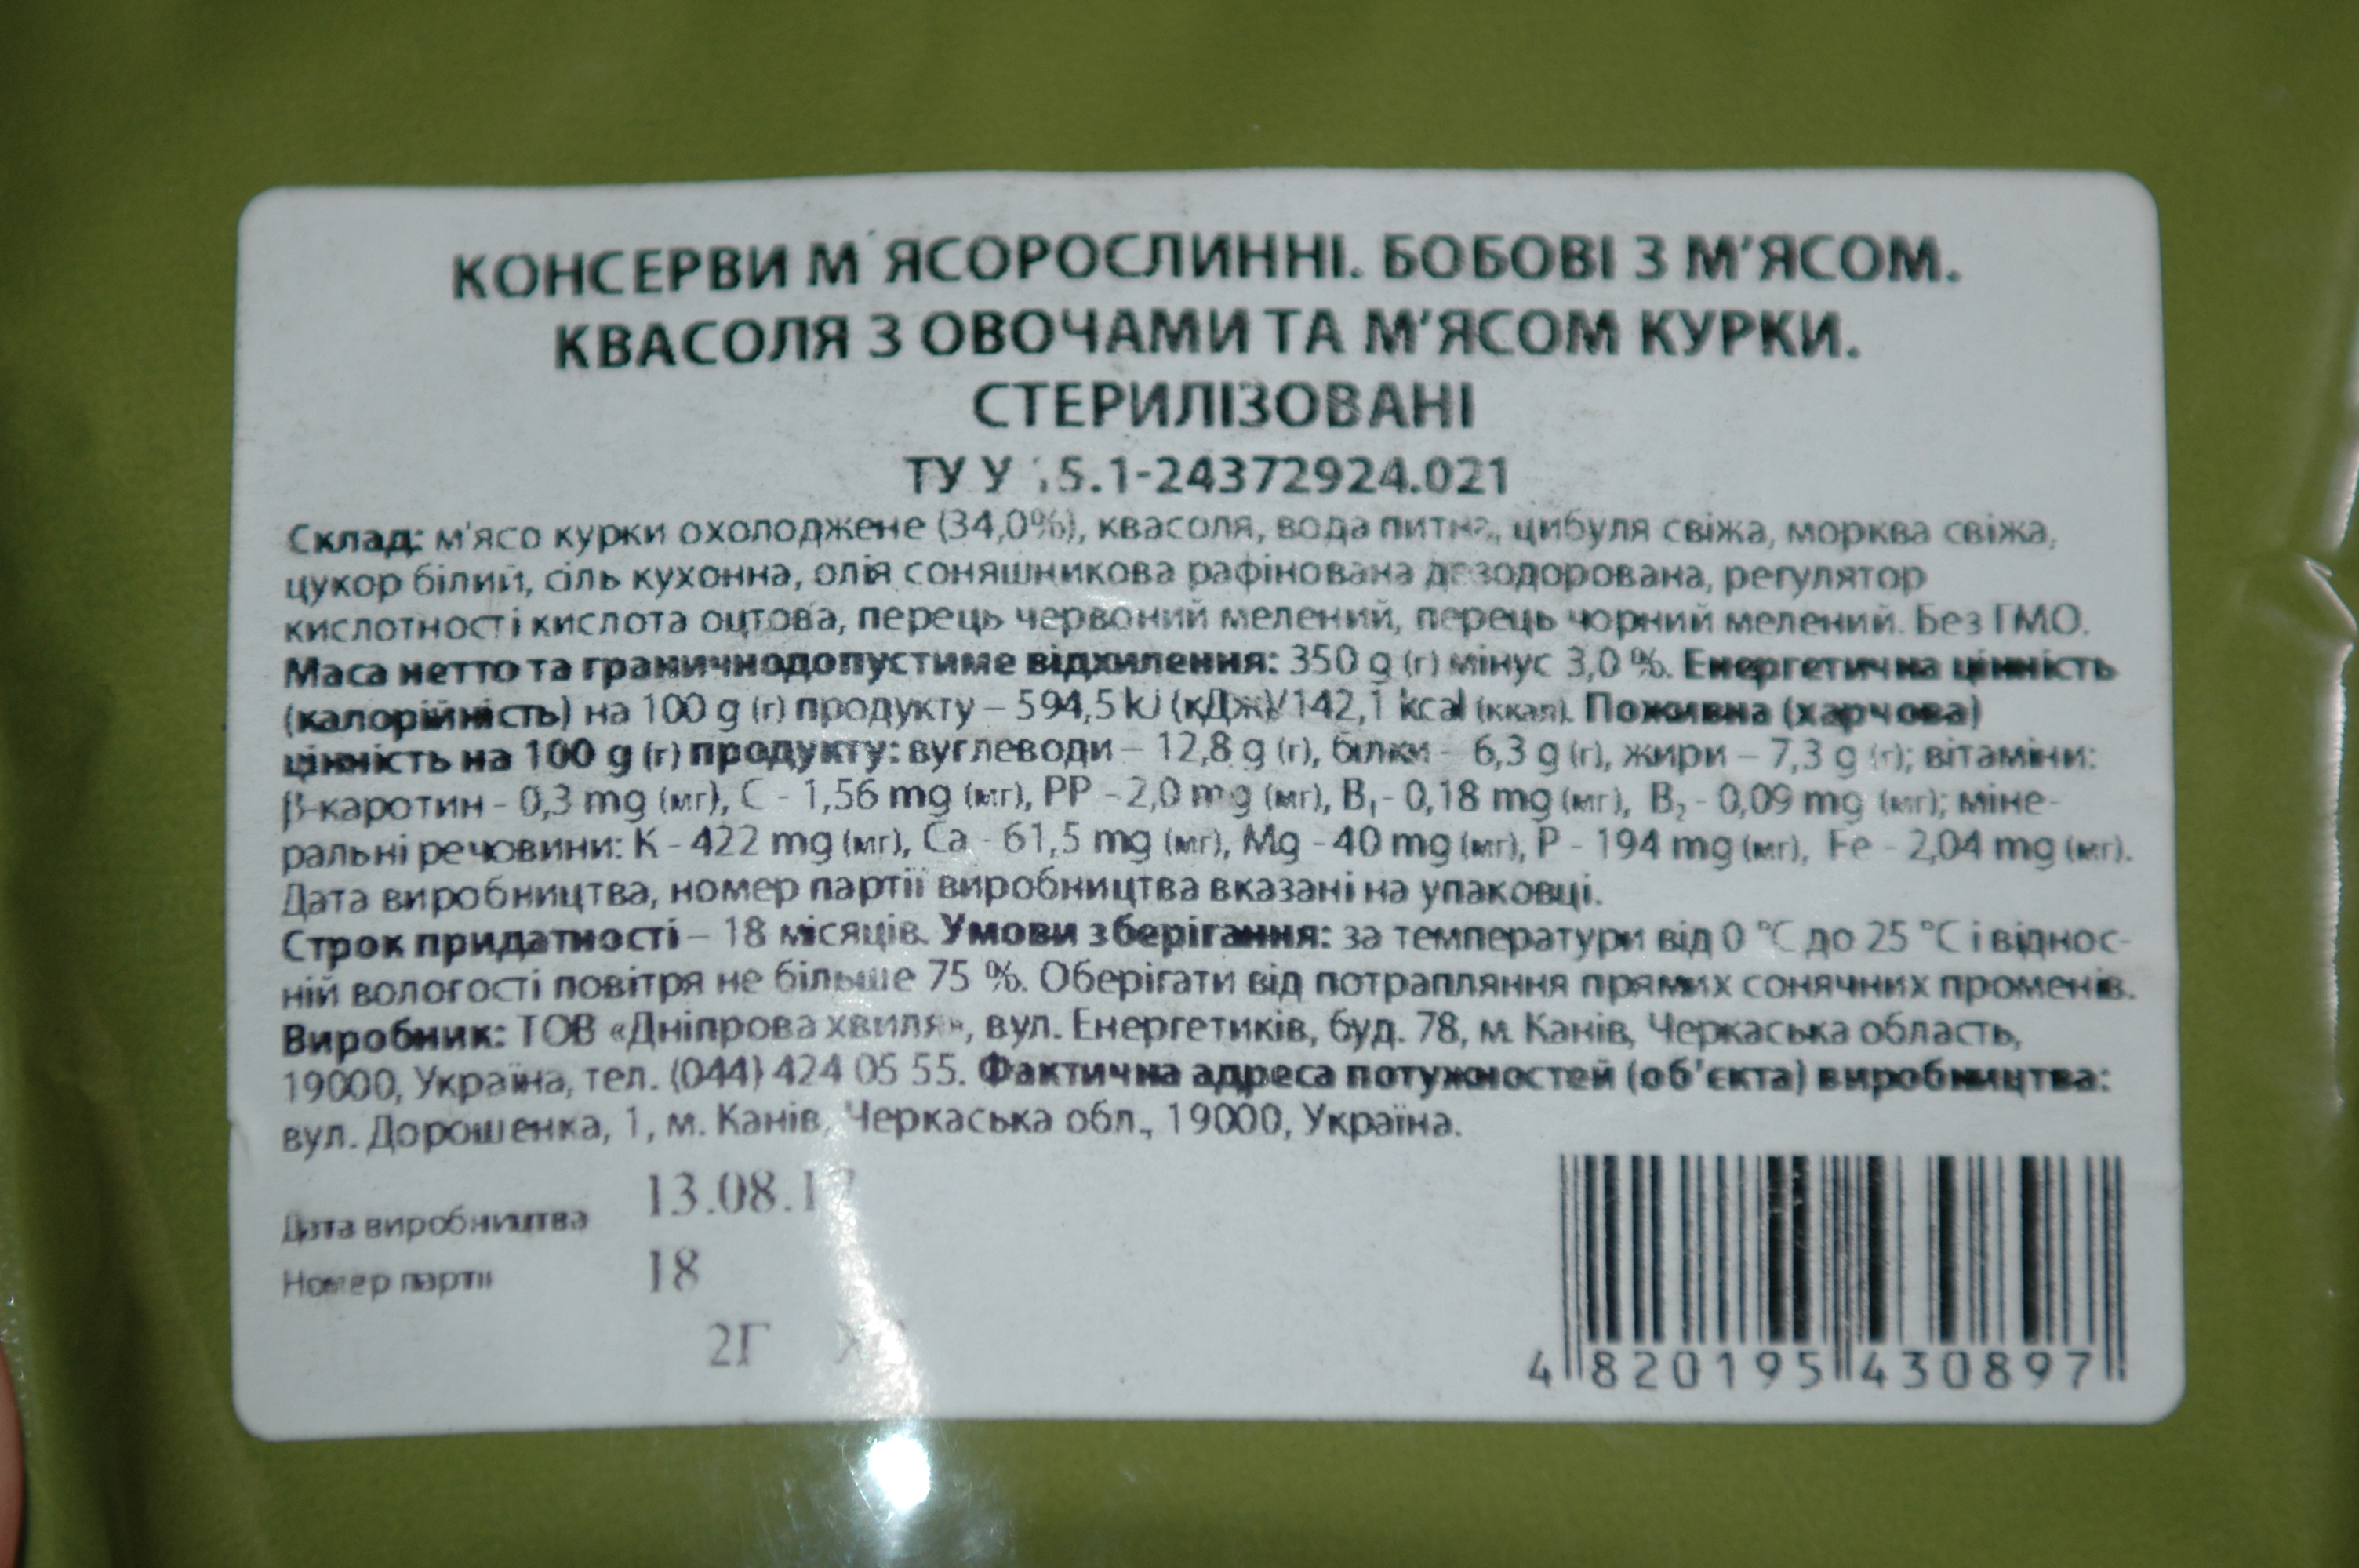 КОНСЕРВИ М´ЯСОРОСЛИННІ. БОБОВІ З М’ЯСОМ.
КВАСОЛЯ З ОВОЧАМИ ТА М’ЯСОМ КУРКИ.
СТЕРИЛІЗОВАНІ
ТУ У
Склад: м'ясо курки охолоджене (34,0%), квасоля, вода питна, цибуля свіжа, морква свіжа,
цукор білий, сіль кухонна, олія соняшникова рафінована дезодорована, регулятор
кислотності кислота оцтова, перець червоний мелений, перець чорний мелений. Без ГМО.
Маса нетто та граничнодопустиме відхилення: 350 g (г) мінус 3,0 %. Енергетична цінність
(калорійність) на 100 g (г) продукту – 594,5 kJ (кДж)/142,1 kcal (ккал). Поживна (харчова)
цінність на 100 g (г) продукту: вуглеводи – 12,8 g (г), білки - 6,3 g (г), жири – 7,3 g (г); вітаміни:
β-каротин - 0,3 mg (мг), С - 1,56 mg (мг), РР - 2,0 mg (мг), В₁- 0,18 mg (мг), В₂ - 0,09 mg (мг); міне-
ральні речовини: К - 422 mg (мг), Ca - 61,5 mg (мг), Mg - 40 mg (мг), Р - 194 mg (мг), Fe - 2,04 mg (мг).
Дата виробництва, номер партії виробництва вказані на упаковці.
Строк придатності – 18 місяців. Умови зберігання: за температури від 0 °С до 25 °С і віднос-
ній вологості повітря не більше 75 %. Оберігати від потрапляння прямих сонячних променів.
Виробник: ТОВ «Дніпрова хвиля», вул. Енергетиків, буд. 78, м. Канів, Черкаська область,
19000, Україна, тел. (044) 424 05 55. Фактична адреса потужностей (об'єкта) виробництва:
вул. Дорошенка, 1, м. Канів, Черкаська обл., 19000, Україна.
Дата виробництва
Номер партії 18
2Г
4 820195 430897